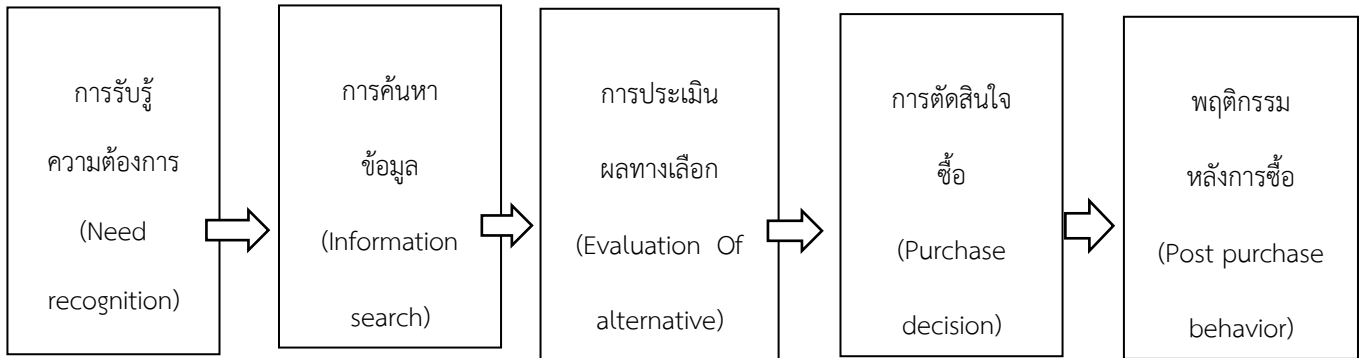 การรับรู้
ความต้องการ
(Need
recognition)
การค้นหา
ข้อมูล
(Information
search)
การประเมิน
ผลทางเลือก
(Evaluation Of
alternative)
การตัดสินใจ
ซื้อ
(Purchase
decision)
พฤติกรรม
หลังการซื้อ
(Post purchase
behavior)